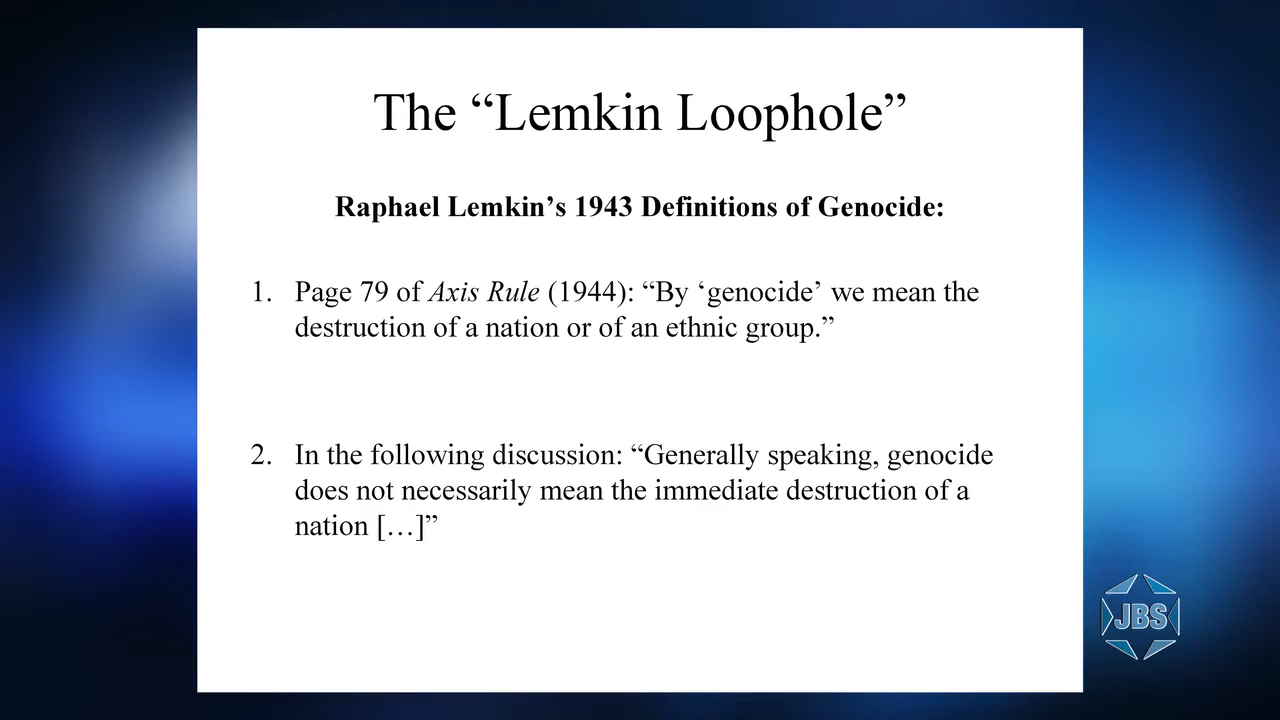 The “Lemkin Loophole”
Raphael Lemkin’s 1943 Definitions of Genocide:
1. Page 79 of Axis Rule (1944): “By ‘genocide’ we mean the
destruction of a nation or of an ethnic group.”
2. In the following discussion: “Generally speaking, genocide
does not necessarily mean the immediate destruction of a
nation […]”
JBS